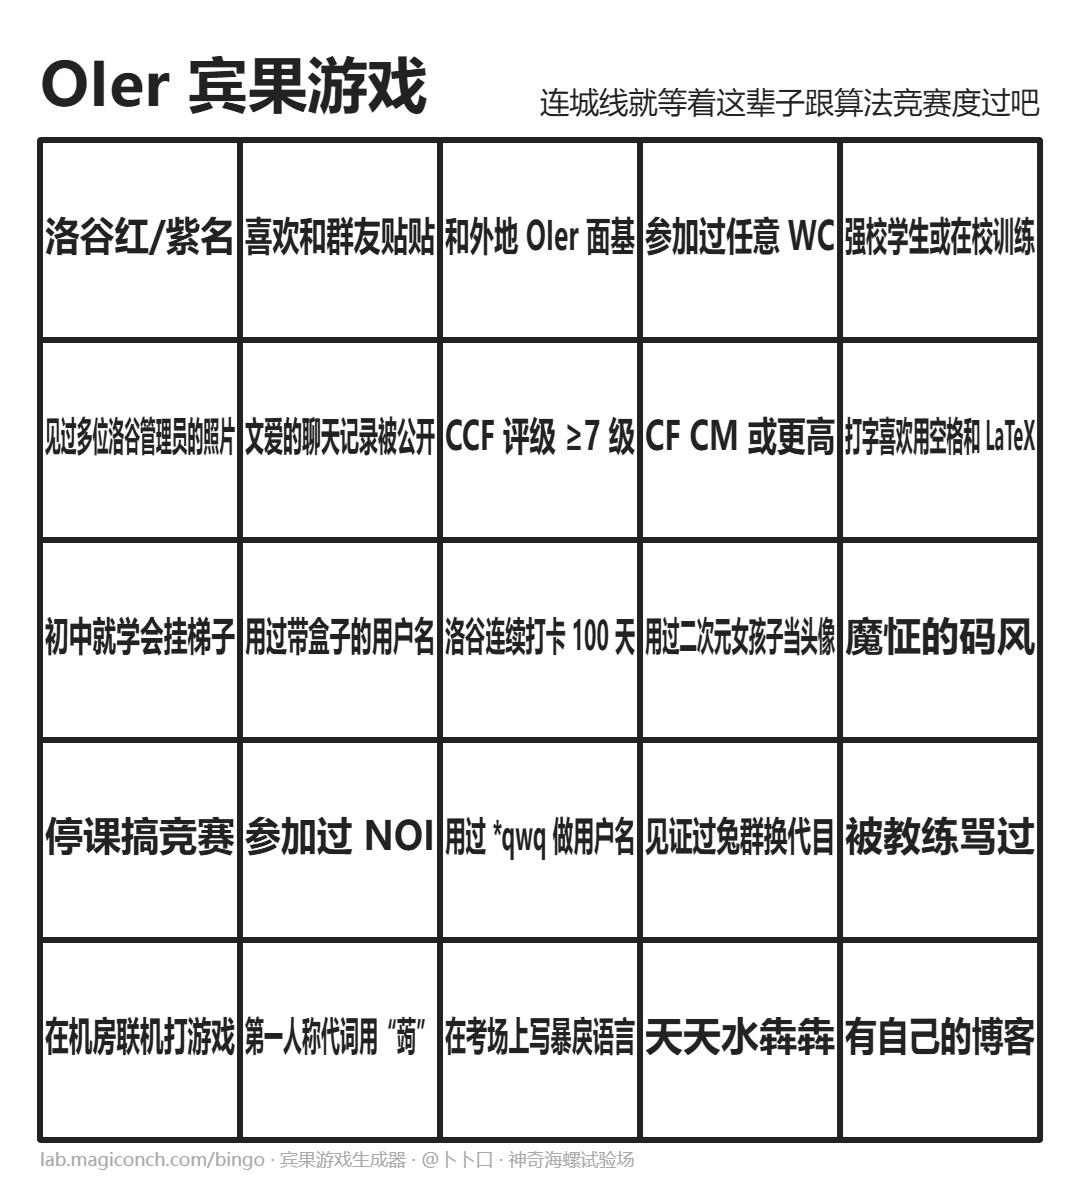 OIer 宾果游戏
连城线就等着这辈子跟算法竞赛度过吧
洛谷红/紫名
喜欢和群友贴贴
和外地 OIer 面基
参加过任意 WC
强校学生或在校训练
见过多位洛谷管理员的照片
文爱的聊天记录被公开
CCF 评级 ≥7 级
CF CM 或更高
打字喜欢用空格和 LaTeX
初中就学会挂梯子
用过带盒子的用户名
洛谷连续打卡 100 天
用过二次元女孩子当头像
魔怔的码风
停课搞竞赛
参加过 NOI
用过 *qwq 做用户名
见证过兔群换代目
被教练骂过
在机房联机打游戏
第一人称代词用“蒟”
在考场上写暴戾语言
天天水犇犇
有自己的博客
lab.magiconch.com/bingo · 宾果游戏生成器 · @卜卜口 · 神奇海螺试验场